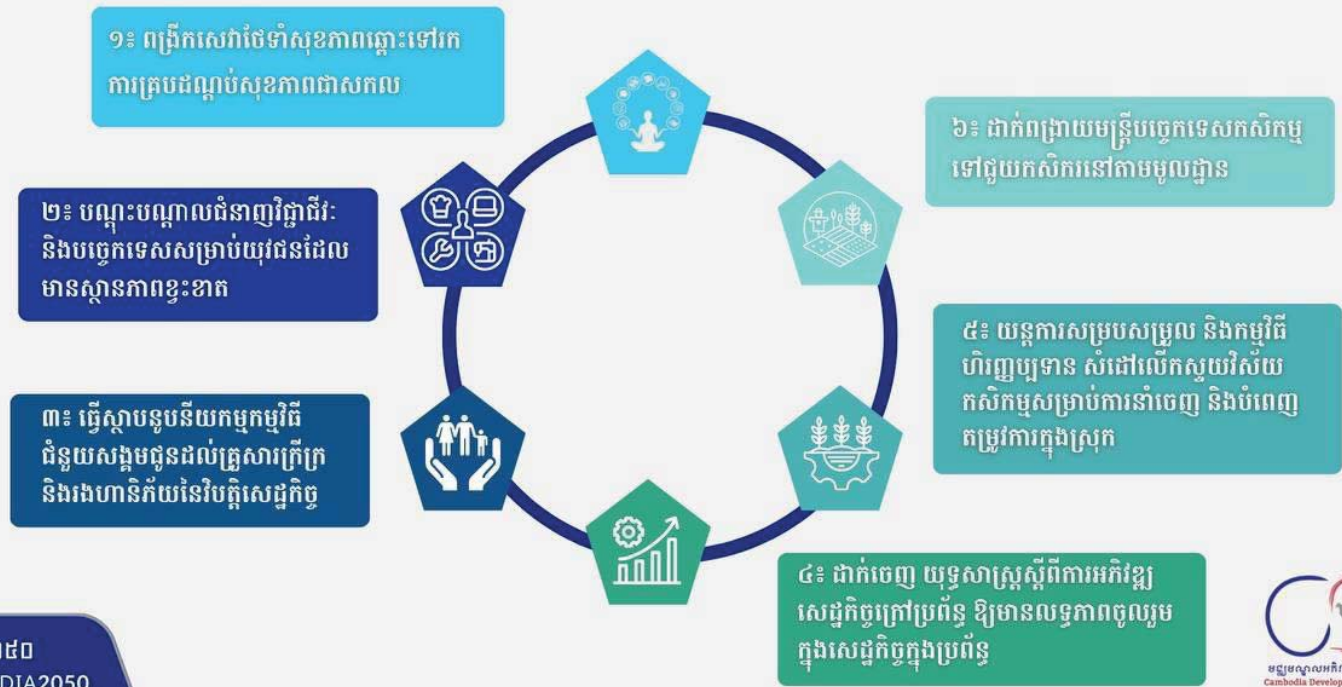 ១៖ ពង្រីកសេវាថែទាំសុខភាពឆ្ពោះទៅរក
ការគ្របដណ្តប់សុខភាពជាសកល
២៖ បណ្តុះបណ្តាលជំនាញវិជ្ជាជីវៈ
និងបច្ចេកទេសសម្រាប់យុវជនដែល
មានស្ថានភាពខ្វះខាត
៣៖ ធ្វើស្ថាបនូបនីយកម្មកម្មវិធី
ជំនួយសង្គមជូនដល់គ្រួសារក្រីក្រ
និងរងហានិភ័យនៃវិបត្តិសេដ្ឋកិច្ច
៤៖ ដាក់ចេញ យុទ្ធសាស្ត្រស្តីពីការអភិវឌ្ឍ
សេដ្ឋកិច្ចក្រៅប្រព័ន្ធ ឱ្យមានលទ្ធភាពចូលរួម
ក្នុងសេដ្ឋកិច្ចក្នុងប្រព័ន្ធ
៥៖ យន្តការសម្របសម្រួល និងកម្មវិធី
ហិរញ្ញប្បទាន សំដៅលើកស្ទួយវិស័យ
កសិកម្មសម្រាប់ការនាំចេញ និងបំពេញ
តម្រូវការក្នុងស្រុក
៦៖ ដាក់ពង្រាយមន្ត្រីបច្ចេកទេសកសិកម្ម
ទៅជួយកសិករនៅតាមមូលដ្ឋាន
DIA2050
Cambodia Develop